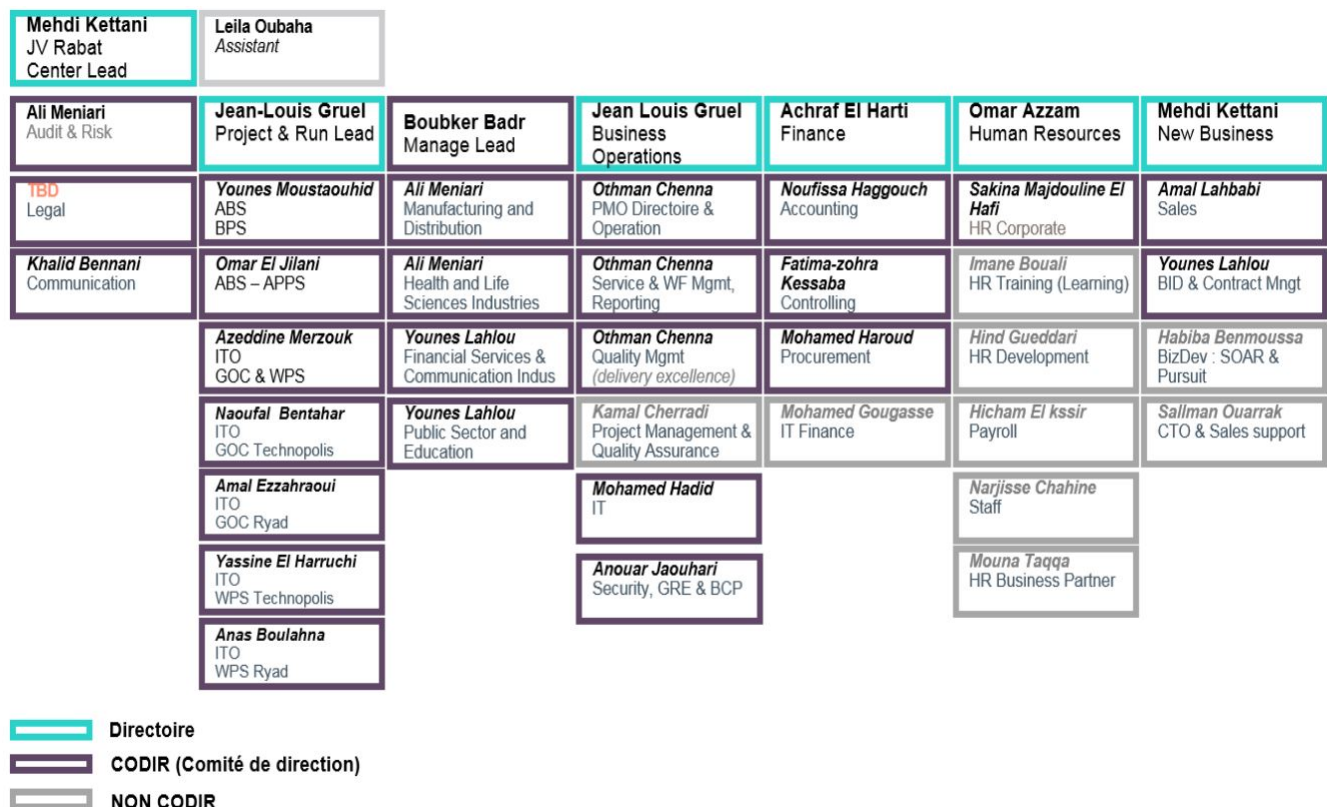 Mehdi Kettani
JV Rabat
Center Lead
Leila Oubaha
Assistant
Ali Meniari
Audit & Risk
TBD
Legal
Khalid Bennani
Communication
Jean-Louis Gruel
Project & Run Lead
Younes Moustaouhid
ABS
BPS
Omar El Jilani
ABS – APPS
Azeddine Merzouk
ITO
GOC & WPS
Naoufal Bentahar
ITO
GOC Technopolis
Amal Ezzahraoui
ITO
GOC Ryad
Yassine El Harruchi
ITO
WPS Technopolis
Anas Boulahna
ITO
WPS Ryad
Boubker Badr
Manage Lead
Ali Meniari
Manufacturing and
Distribution
Ali Meniari
Health and Life
Sciences Industries
Younes Lahlou
Financial Services &
Communication Indus
Younes Lahlou
Public Sector and
Education
Jean Louis Gruel
Business
Operations
Othman Chenna
PMO Directoire &
Operation
Othman Chenna
Service & WF Mgmt,
Reporting
Othman Chenna
Quality Mgmt
(delivery excellence)
Kamal Cherradi
Project Management &
Quality Assurance
Mohamed Hadid
IT
Anouar Jaouhari
Security, GRE & BCP
Achraf El Harti
Finance
Noufissa Haggouch
Accounting
Fatima-zohra
Kessaba
Controlling
Mohamed Haroud
Procurement
Mohamed Gougasse
IT Finance
Omar Azzam
Human Resources
Sakina Majdouline El
Hafi
HR Corporate
Imane Bouali
HR Training (Learning)
Hind Gueddari
HR Development
Hicham El kssir
Payroll
Narjisse Chahine
Staff
Mouna Taqqa
HR Business Partner
Mehdi Kettani
New Business
Amal Lahbabi
Sales
Younes Lahlou
BID & Contract Mngt
Habiba Benmoussa
BizDev : SOAR &
Pursuit
Sallman Ouarrak
CTO & Sales support
Directoire
CODIR (Comité de direction)
NON CODIR